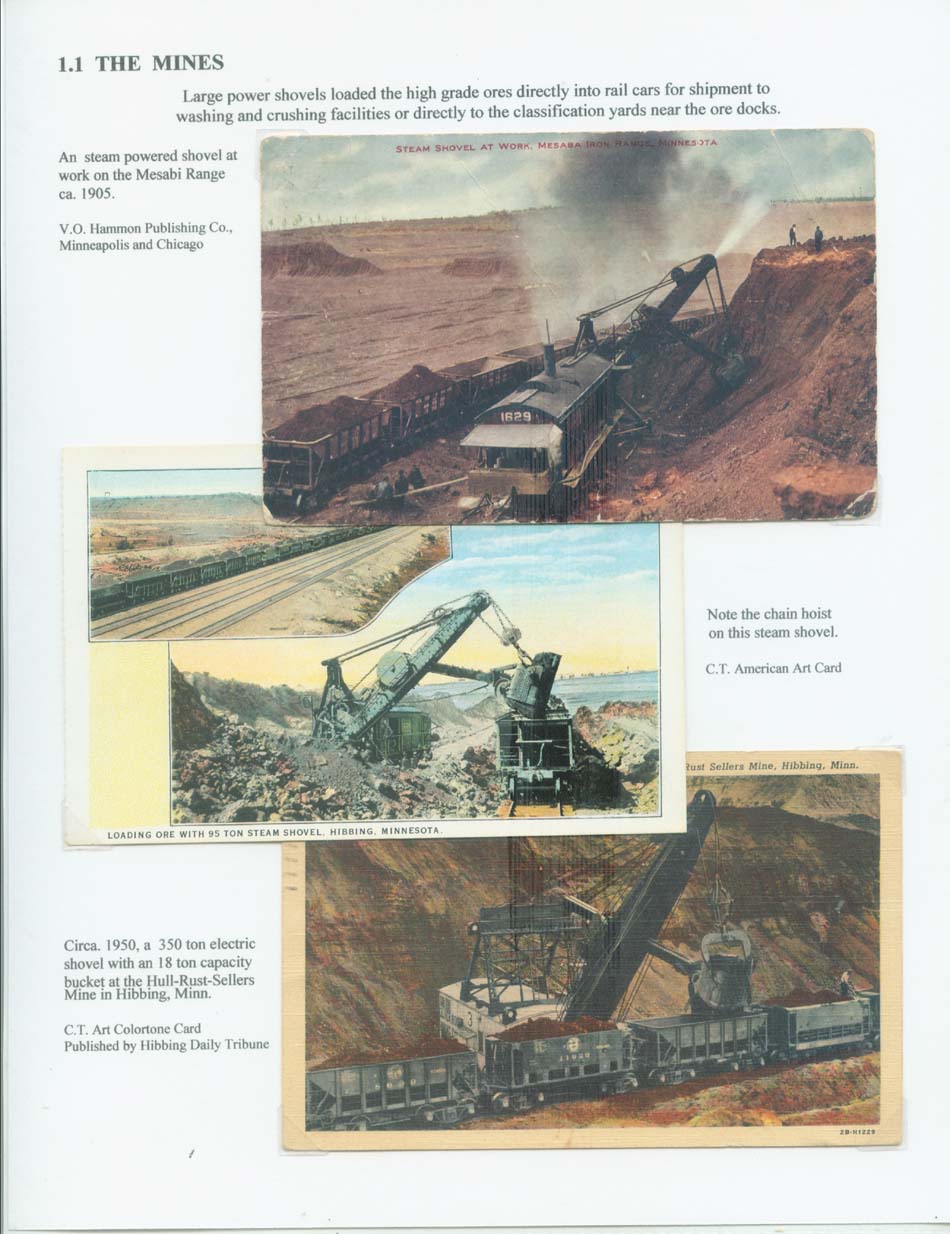 1.1 THE MINES
Large power shovels loaded the high grade ores directly into rail cars for shipment to
washing and crushing facilities or directly to the classification yards near the ore docks.
An steam powered shovel at
work on the Mesabi Range
ca. 1905.
V.O. Hammon Publishing Co.,
Minneapolis and Chicago
STEAM SHOVEL AT WORK, MESABA IRON RANGE, MINNESOTA
1629
Note the chain hoist
on this steam shovel.
C.T. American Art Card
LOADING ORE WITH 95 TON STEAM SHOVEL, HIBBING, MINNESOTA.
Rust Sellers Mine, Hibbing, Minn.
Circa. 1950, a 350 ton electric
shovel with an 18 ton capacity
bucket at the Hull-Rust-Sellers
Mine in Hibbing, Minn.
C.T. Art Colortone Card
Published by Hibbing Daily Tribune
3
2B-H1229